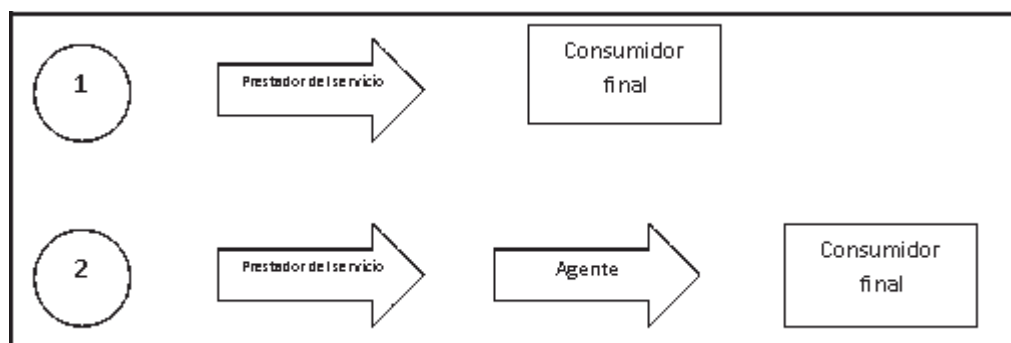 1
Prestador del servicio
Consumidor
final
2
Prestador del servicio
Agente
Consumidor
final